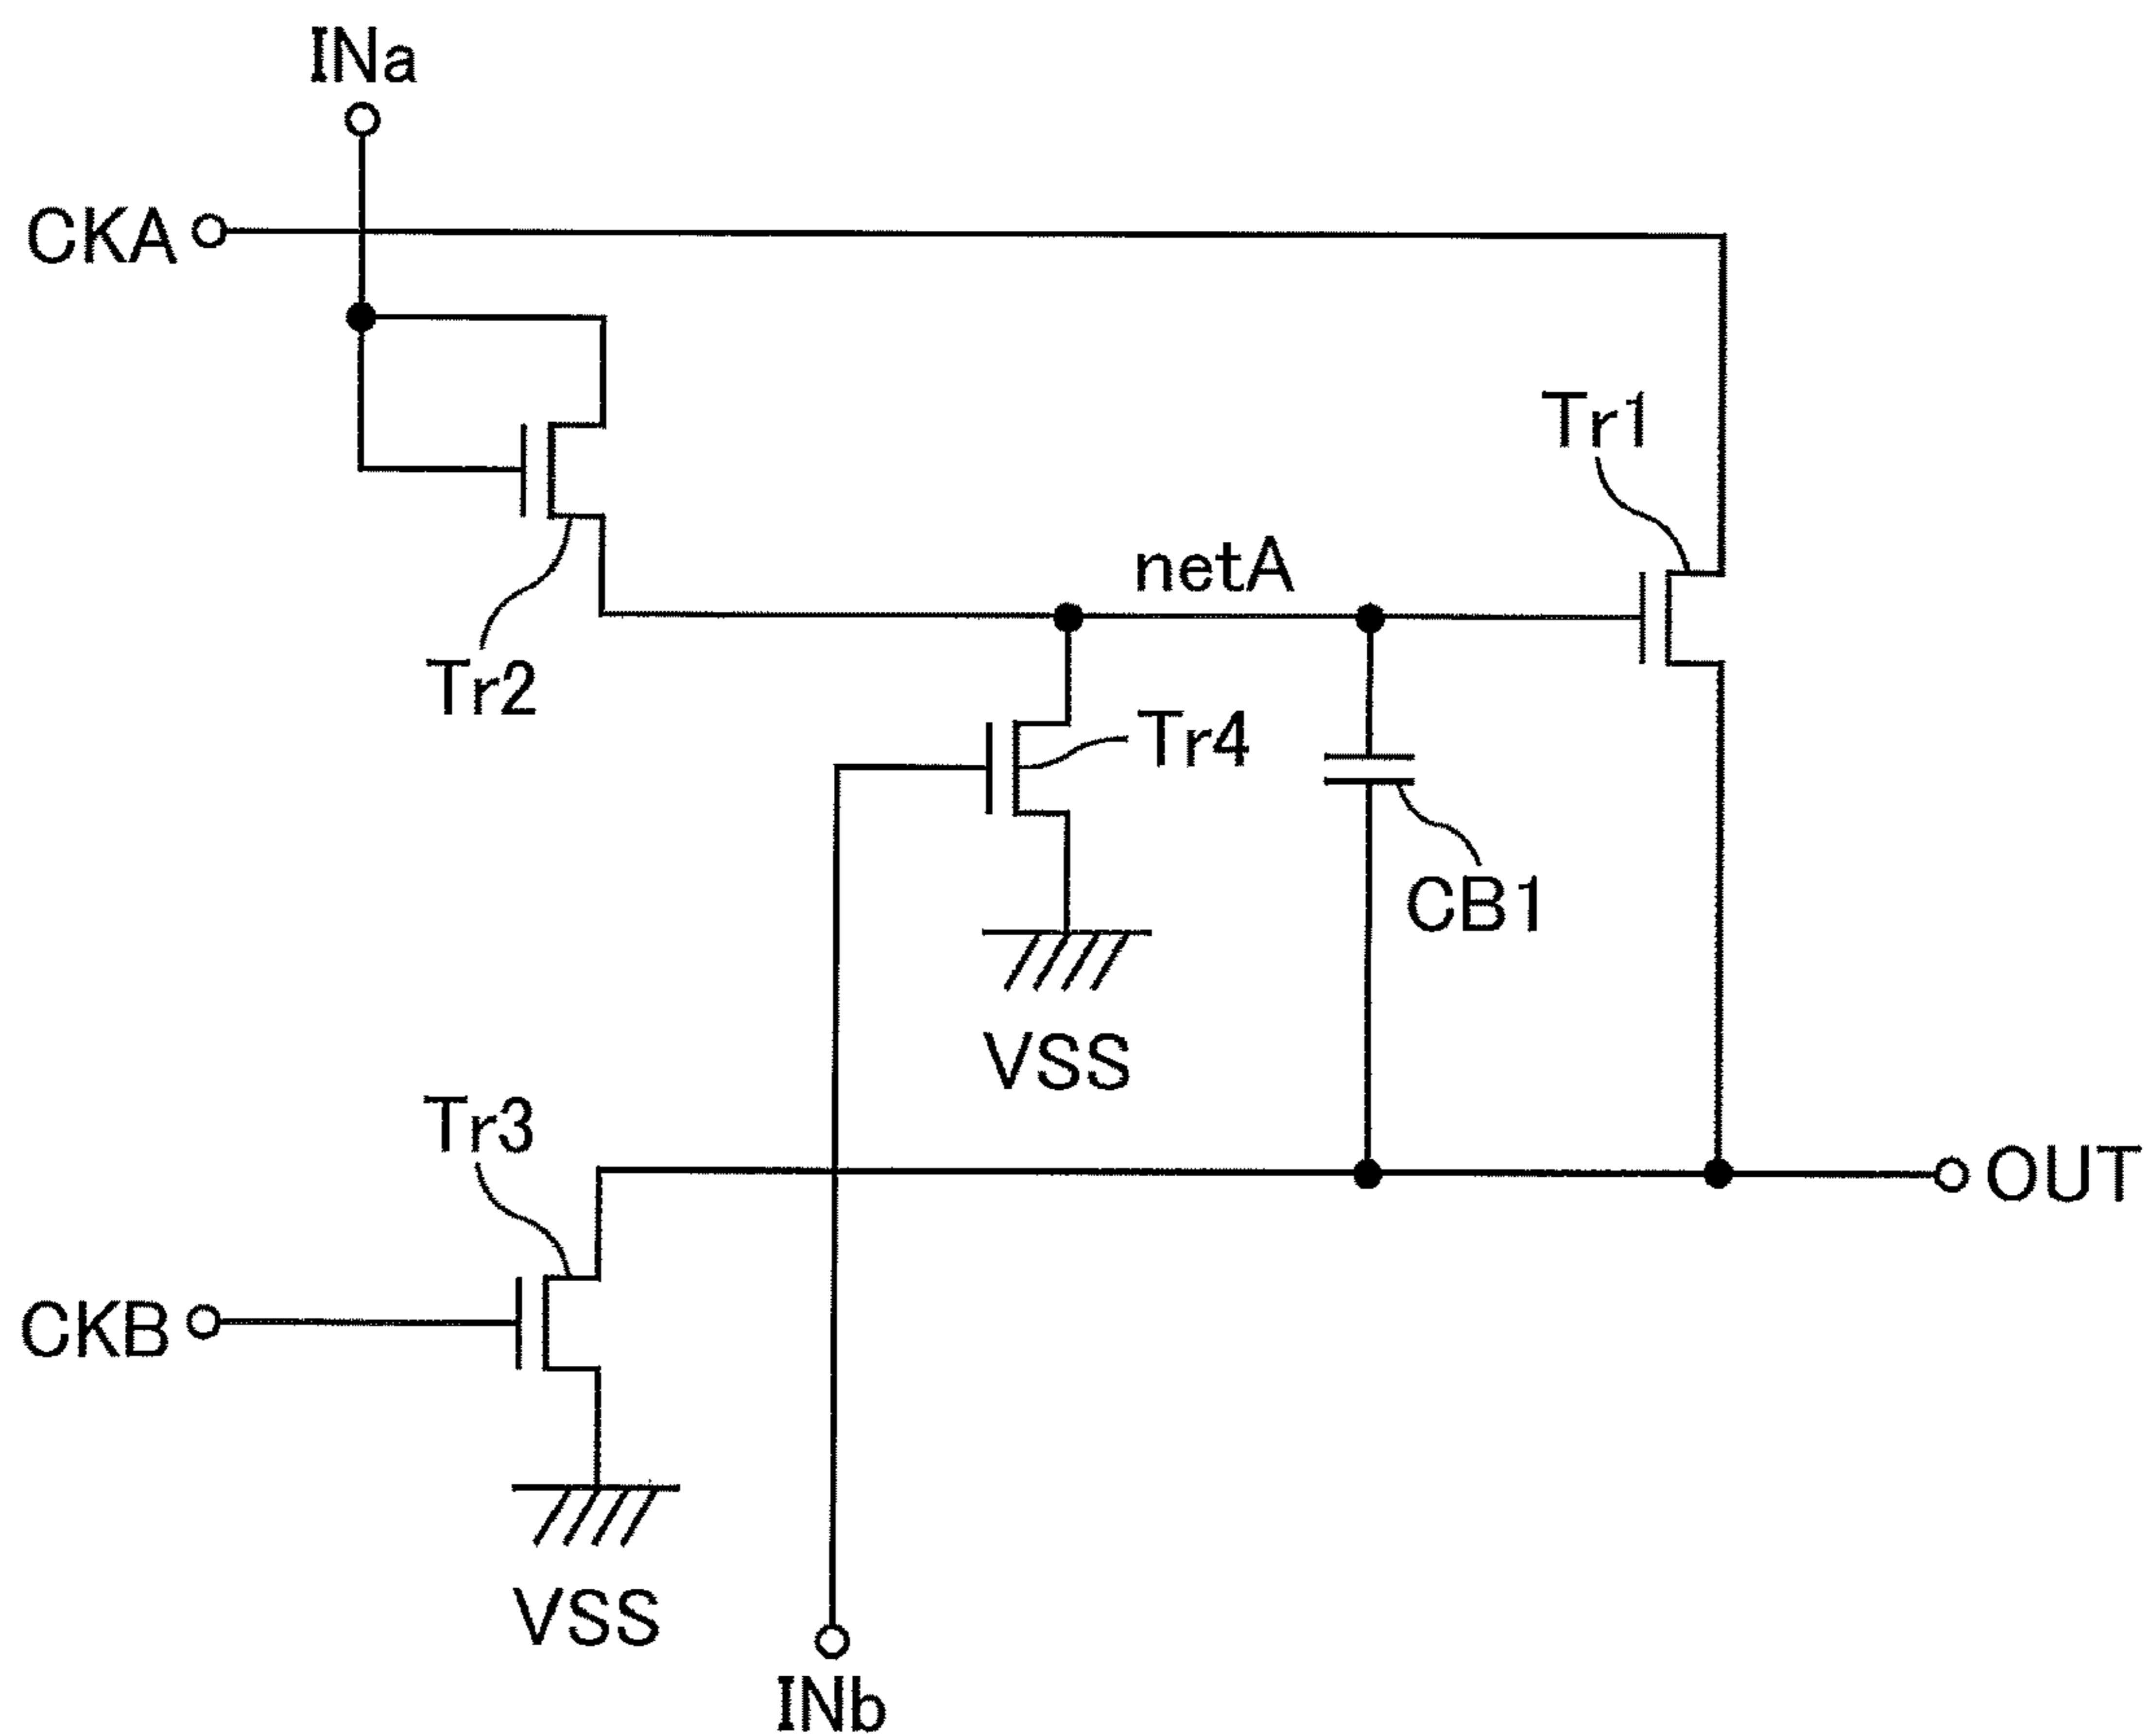 INa
CKA
Tr1
netA
Tr2
Tr4
CB1
VSS
Tr3
OUT
CKB
VSS
INb